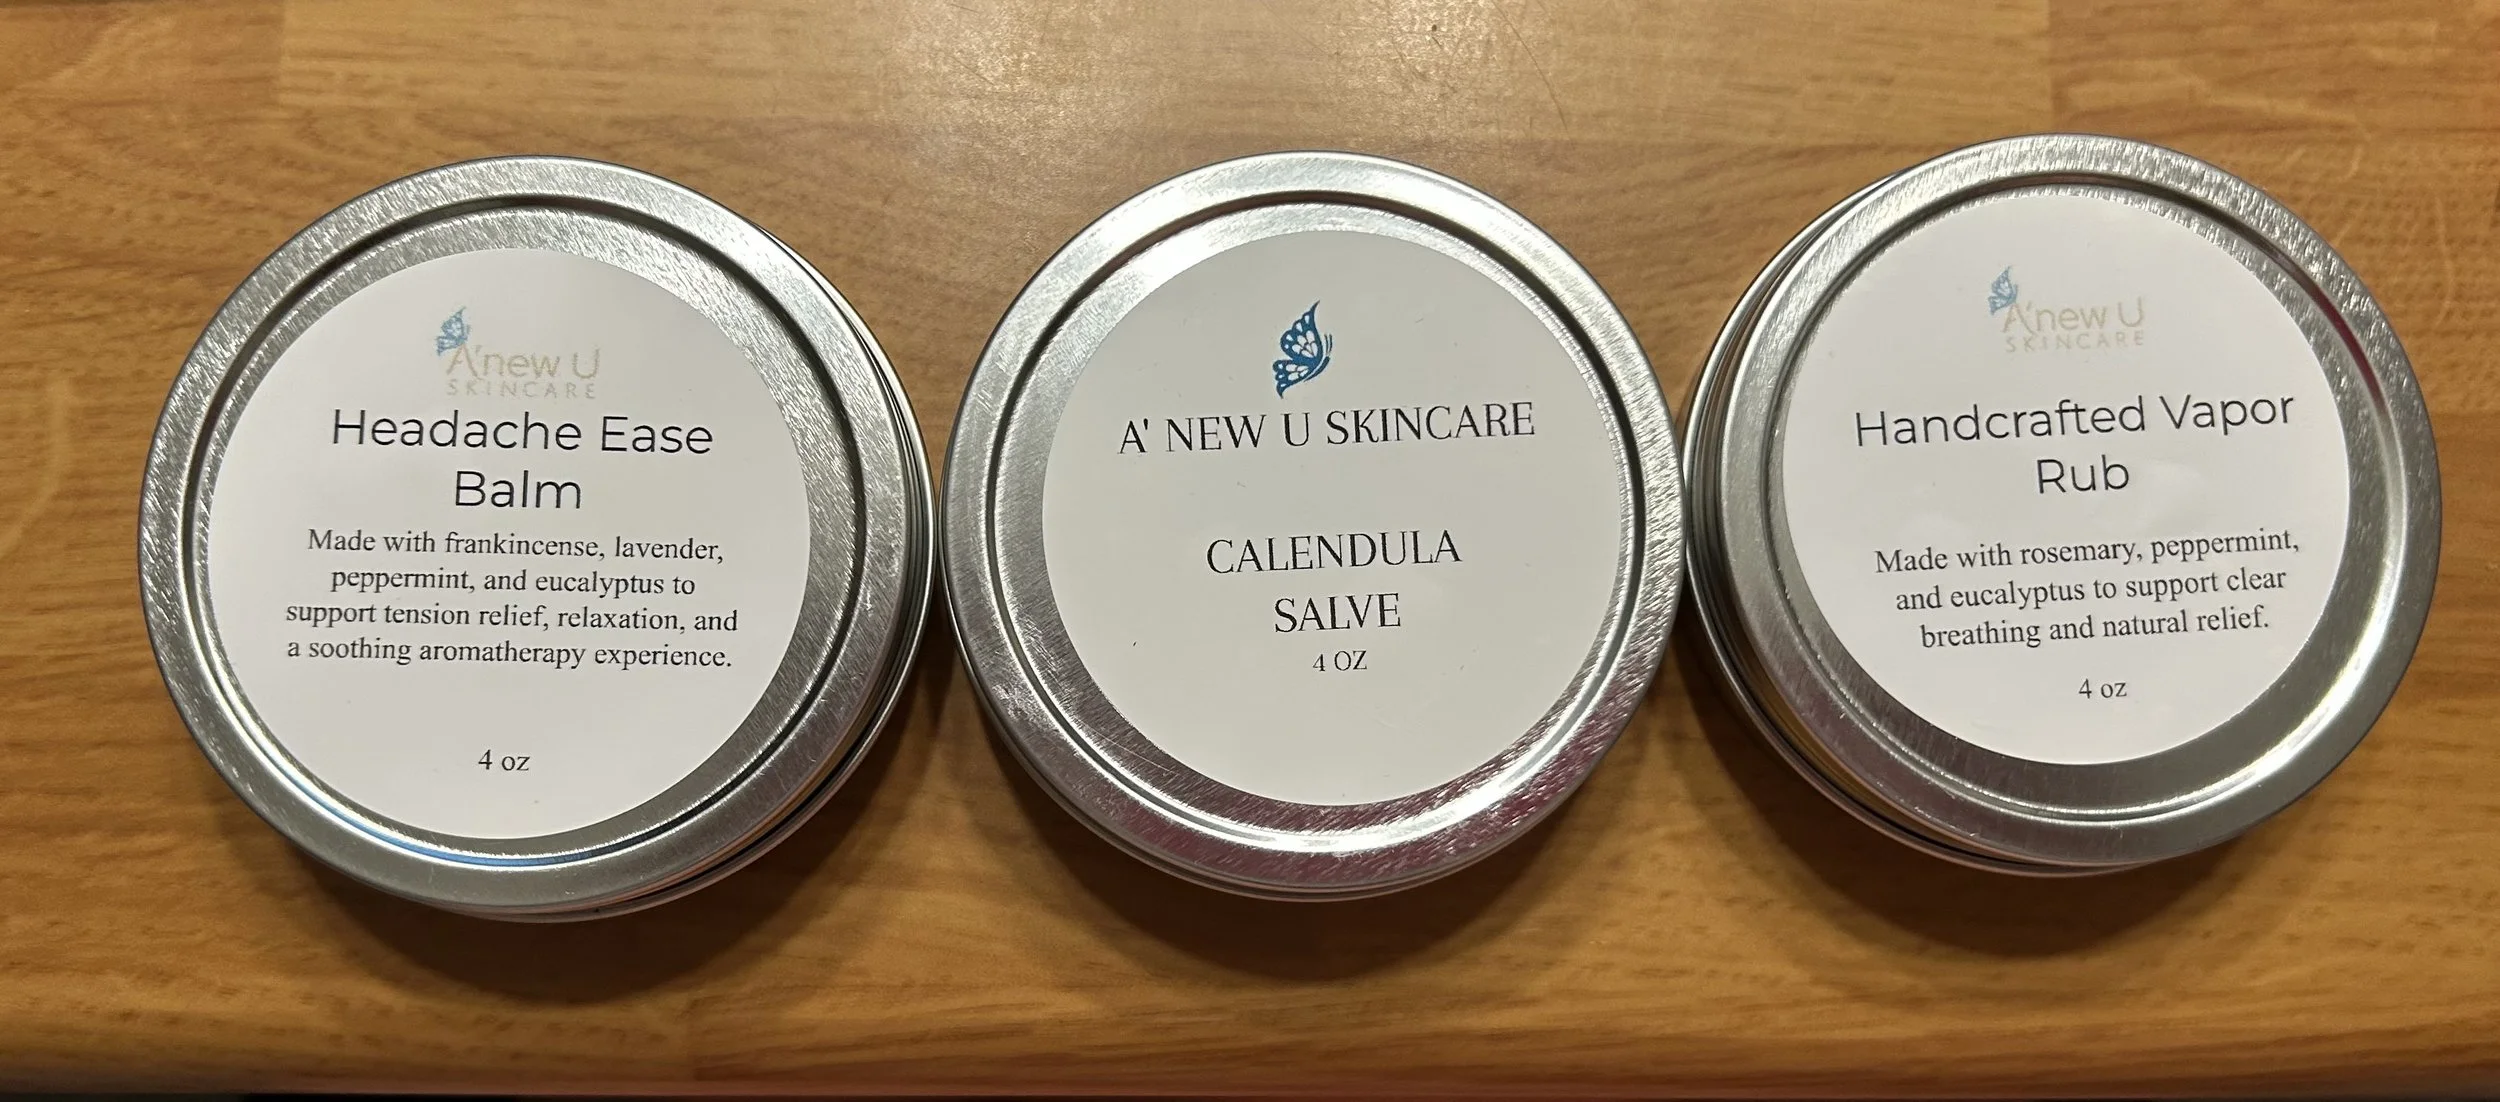 A'new U
SKINCARE
Headache Ease
Balm
Made with frankincense, lavender,
peppermint, and eucalyptus to
support tension relief, relaxation, and
a soothing aromatherapy experience.
4 oz
A' NEW U SKINCARE
CALENDULA
SALVE
4 OZ
A'new U
SKINCARE
Handcrafted Vapor
Rub
Made with rosemary, peppermint,
and eucalyptus to support clear
breathing and natural relief.
4 oz